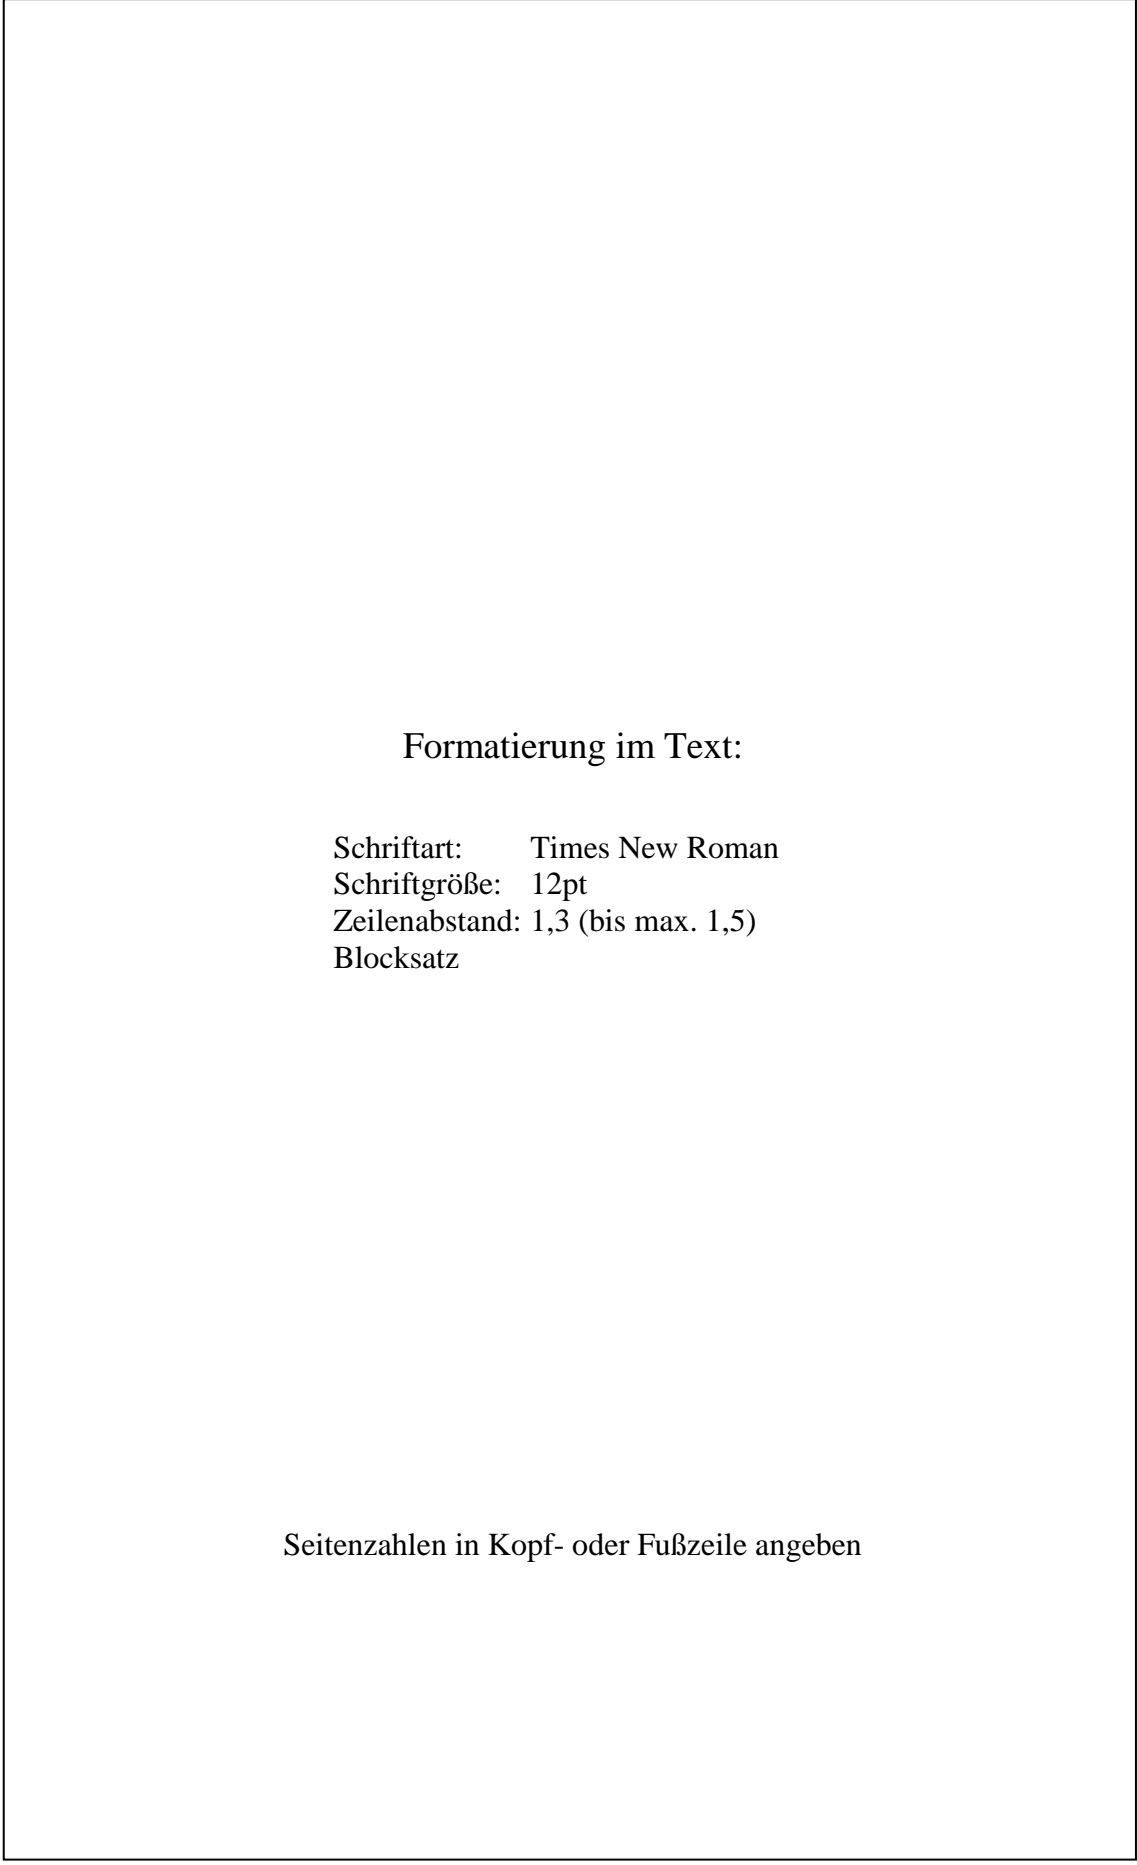 Formatierung im Text:
Schriftart: Times New Roman
Schriftgröße: 12pt
Zeilenabstand: 1,3 (bis max. 1,5)
Blocksatz
Seitenzahlen in Kopf- oder Fußzeile angeben